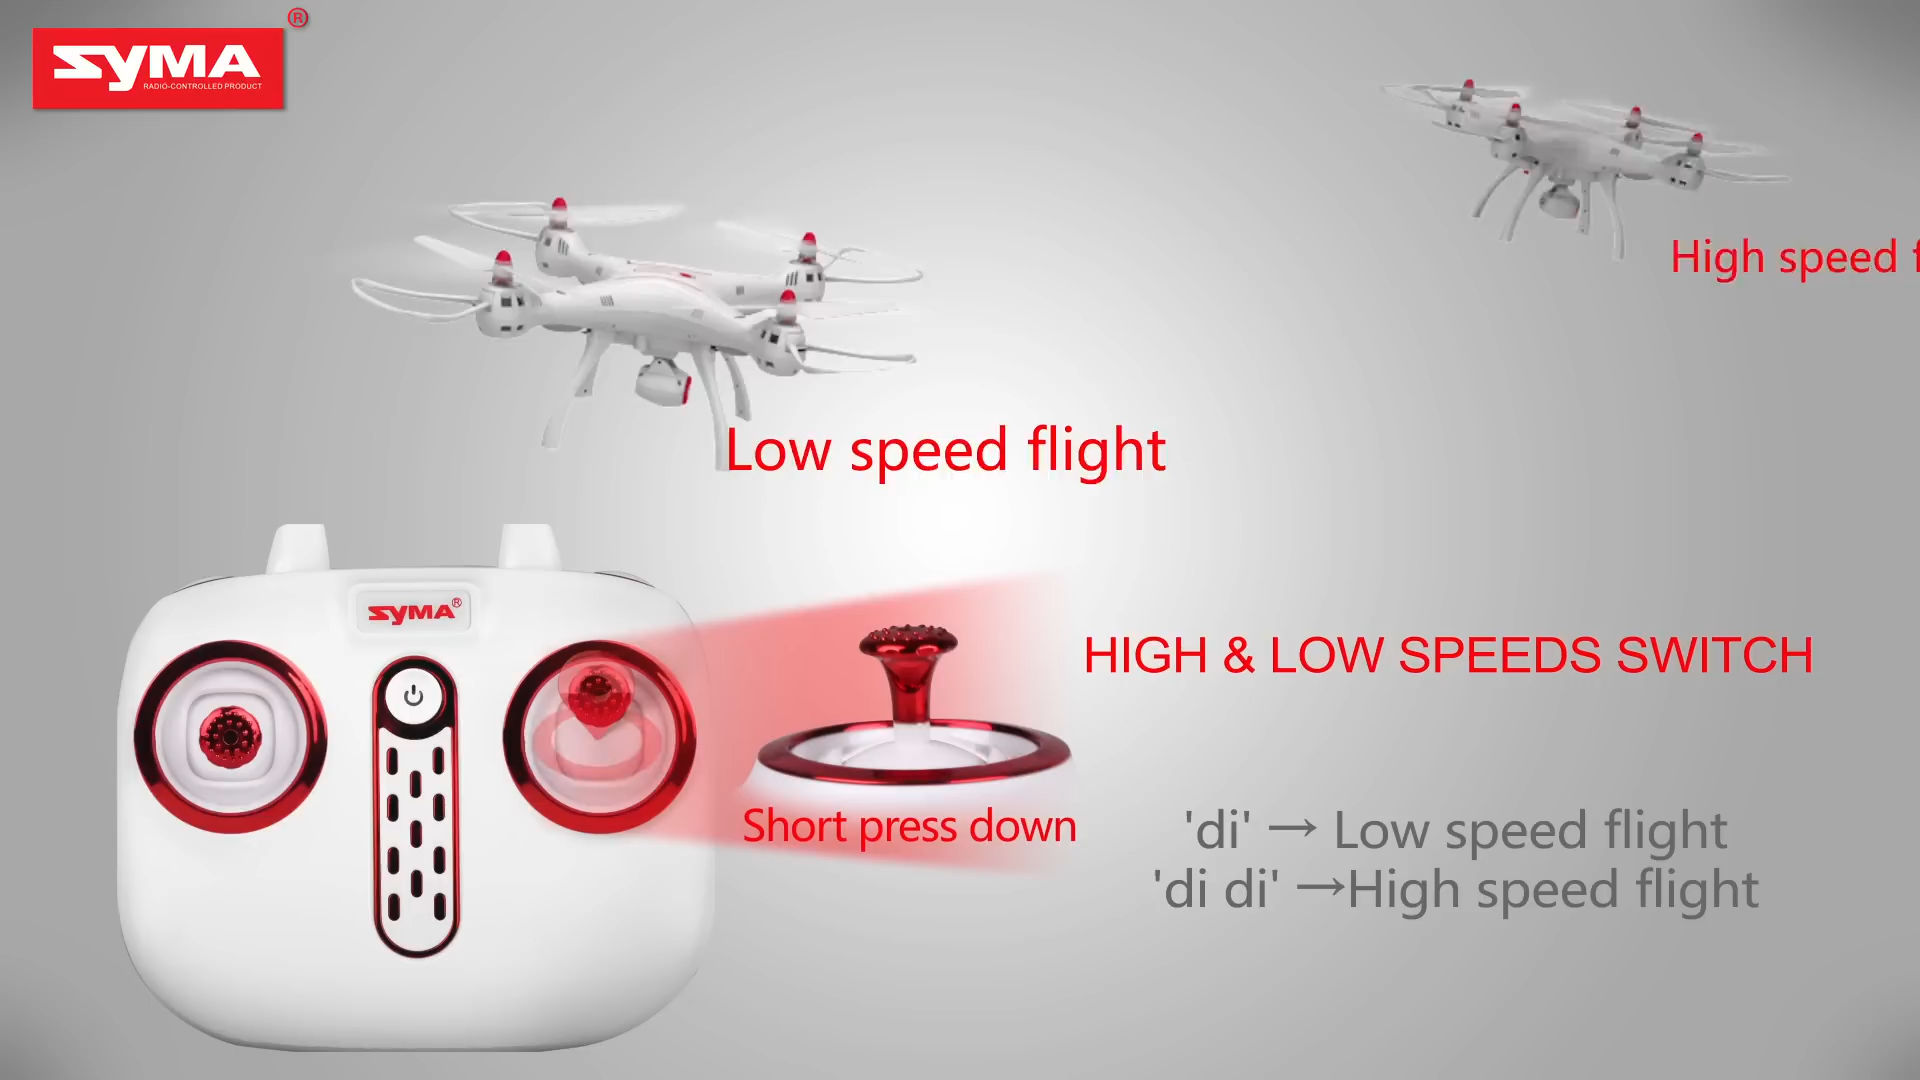 SYMA®
RADIO-CONTROLLED PRODUCT
High speed f
Low speed flight
SYMA®
HIGH & LOW SPEEDS SWITCH
Short press down
'di' → Low speed flight
'di di' →High speed flight